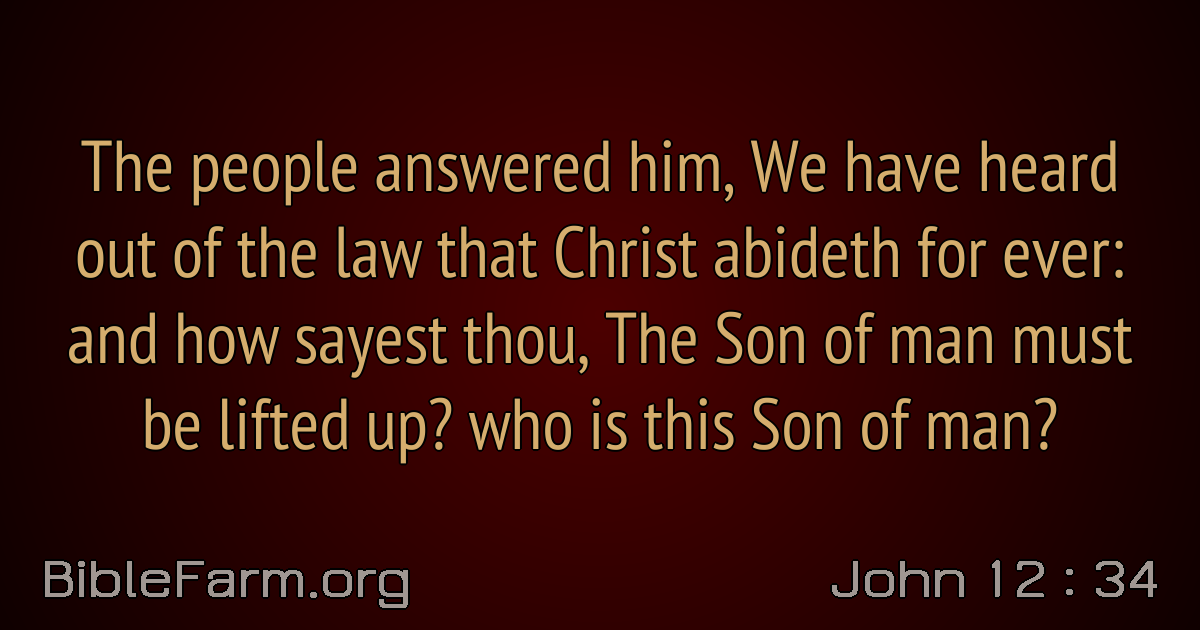 The people answered him, We have heard
out of the law that Christ abideth for ever:
and how sayest thou, The Son of man must
be lifted up? who is this Son of man?
BibleFarm.org
John 12 : 34